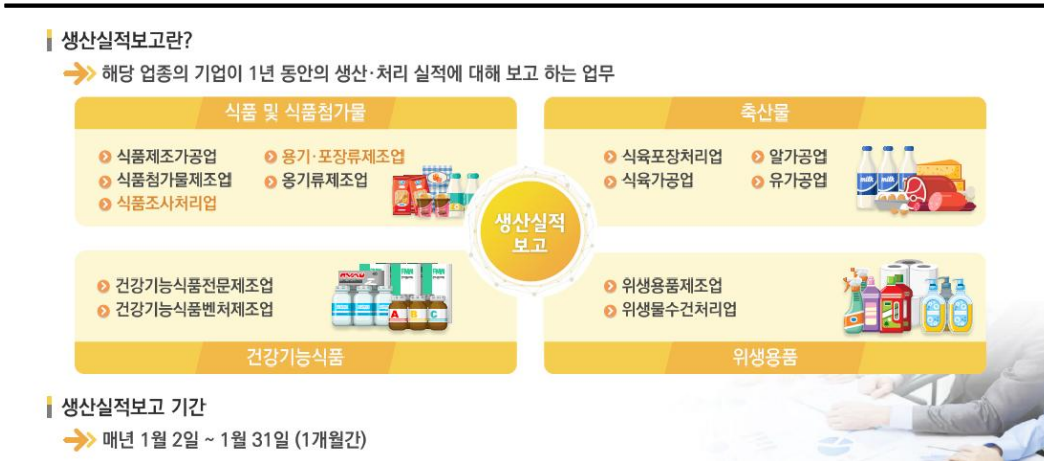 생산실적보고란?
해당 업종의 기업이 1년 동안의 생산·처리 실적에 대해 보고 하는 업무
식품 및 식품첨가물
식품제조가공업
용기·포장류제조업
식품첨가물제조업
옹기류제조업
식품조사처리업
축산물
식육포장처리업
알가공업
식육가공업
유가공업
milk
milk
생산실적
보고
건강기능식품전문제조업
건강기능식품벤처제조업
A
B
C
건강기능식품
위생용품제조업
위생물수건처리업
위생용품
생산실적보고 기간
매년 1월 2일 ~ 1월 31일 (1개월간)